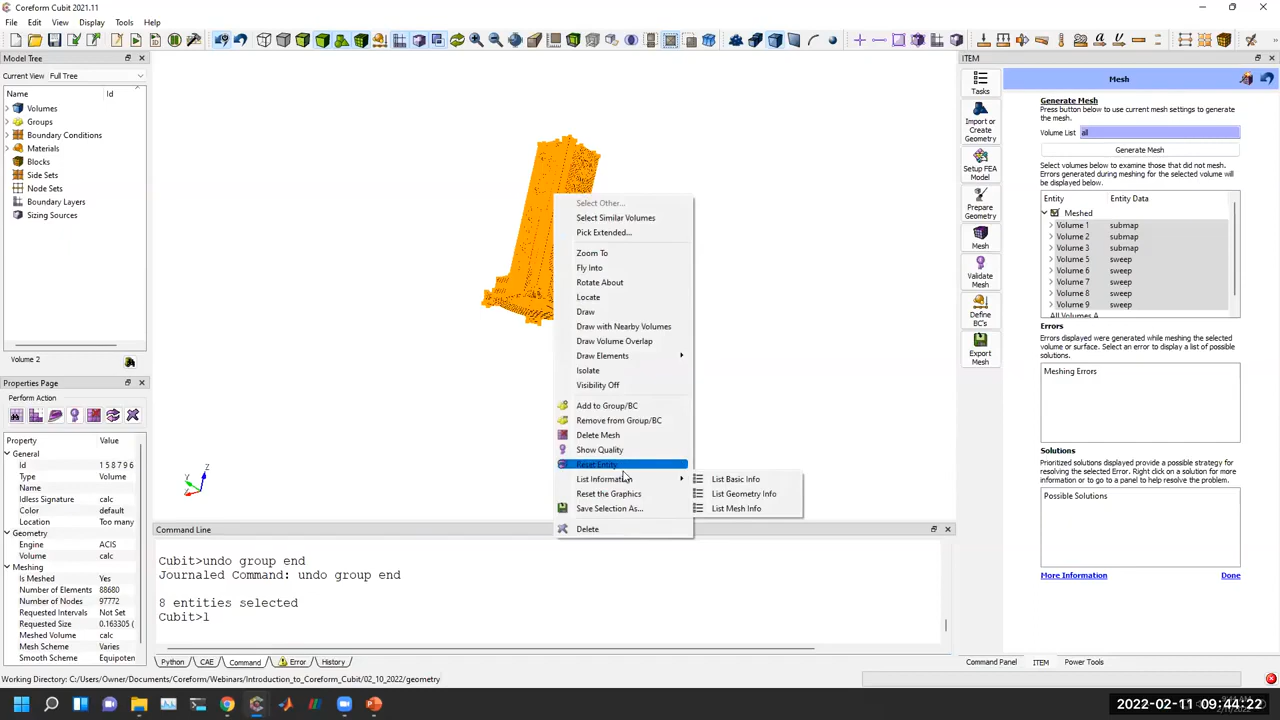 Coreform Cubit 2021.11
File Edit View Display Tools Help
Model Tree
Current View Full Tree
Name Id
Volumes
Groups
Boundary Conditions
Materials
Blocks
Side Sets
Node Sets
Boundary Layers
Sizing Sources
Volume 2
Properties Page
Perform Action
Property Value
General
Id 1 5 8 7 9 6
Type Volume
Name
Color default
Location Too many
Geometry
Engine ACIS
Volume calc
Meshing
Is Meshed Yes
Number of Elements 88680
Number of Nodes 97772
Requested Intervals Not Set
Requested Size 0.163305 (
Meshed Volume calc
Mesh Scheme Varies
Smooth Scheme Equipoten
Z
Y
X
Select Other...
Select Similar Volumes
Pick Extended...
Zoom To
Fly Into
Rotate About
Locate
Draw
Draw with Nearby Volumes
Draw Volume Overlap
Draw Elements
Isolate
Visibility Off
Add to Group/BC
Remove from Group/BC
Delete Mesh
Show Quality
Reset Entity
List Information
Reset the Graphics
Save Selection As...
Delete
List Basic Info
List Geometry Info
List Mesh Info
Command Line
Cubit>undo group end
Journaled Command: undo group end
8 entities selected
Cubit>l
Python CAE Command Error History
Working Directory: C:/Users/Owner/Documents/Coreform/Webinars/Introduction_to_Coreform_Cubit/02_10_2022/geometry
ITEM
Tasks
Import or
Create
Geometry
Setup FEA
Model
Prepare
Geometry
Mesh
Validate
Mesh
Define
BC's
Export
Mesh
Mesh
Generate Mesh
Press button below to use current mesh settings to generate
the mesh.
Volume List all
Generate Mesh
Select volumes below to examine those that did not mesh.
Errors generated during meshing for the selected volume will
be displayed below.
Entity Entity Data
Meshed
Volume 1 submap
Volume 2 submap
Volume 3 submap
Volume 5 sweep
Volume 6 sweep
Volume 7 sweep
Volume 8 sweep
Volume 9 sweep
All Volumes A
Errors
Errors displayed were generated while meshing the selected
volume or surface. Select an error to display a list of possible
solutions.
Meshing Errors
Solutions
Prioritized solutions displayed provide a possible strategy for
resolving the selected Error. Right click on a solution for more
information or to go a panel to help resolve the problem.
Possible Solutions
More Information Done
Command Panel ITEM Power Tools
2022-02-11 09:44:22